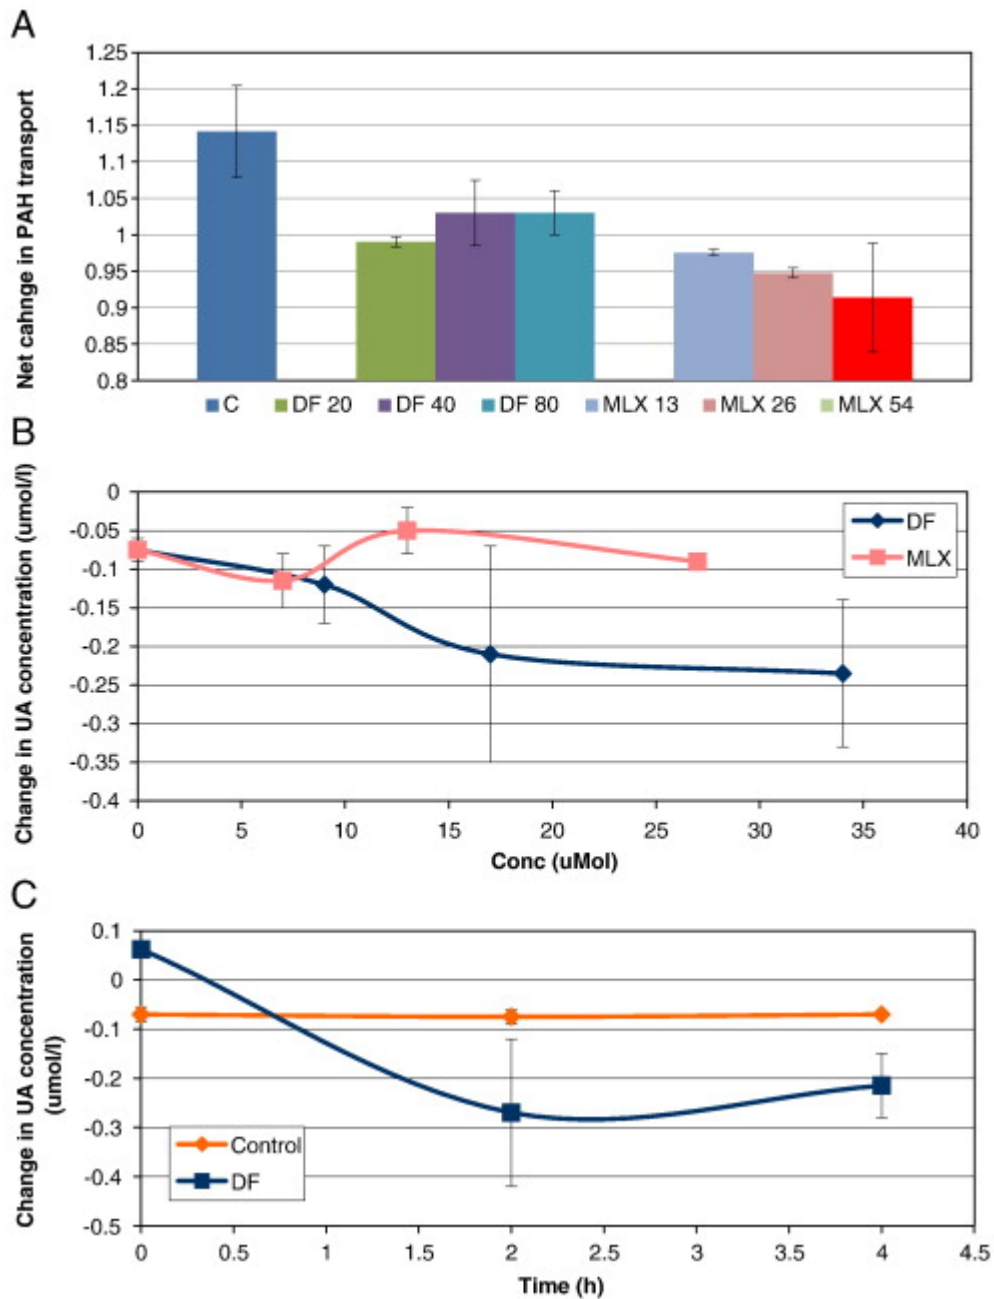 A
Net cahnge in PAH transport
1.25
1.2
1.15
1.1
1.05
1
0.95
0.9
0.85
0.8
C DF 20 DF 40 DF 80 MLX 13 MLX 26 MLX 54
B
Change in UA concentration (umol/l)
0
-0.05
-0.1
-0.15
-0.2
-0.25
-0.3
-0.35
-0.4
DF
MLX
0 5 10 15 20 25 30 35 40
Conc (uMol)
C
Change in UA concentration
(umol/l)
0.1
0
-0.1
-0.2
-0.3
-0.4
-0.5
Control
DF
0 0.5 1 1.5 2 2.5 3 3.5 4 4.5
Time (h)